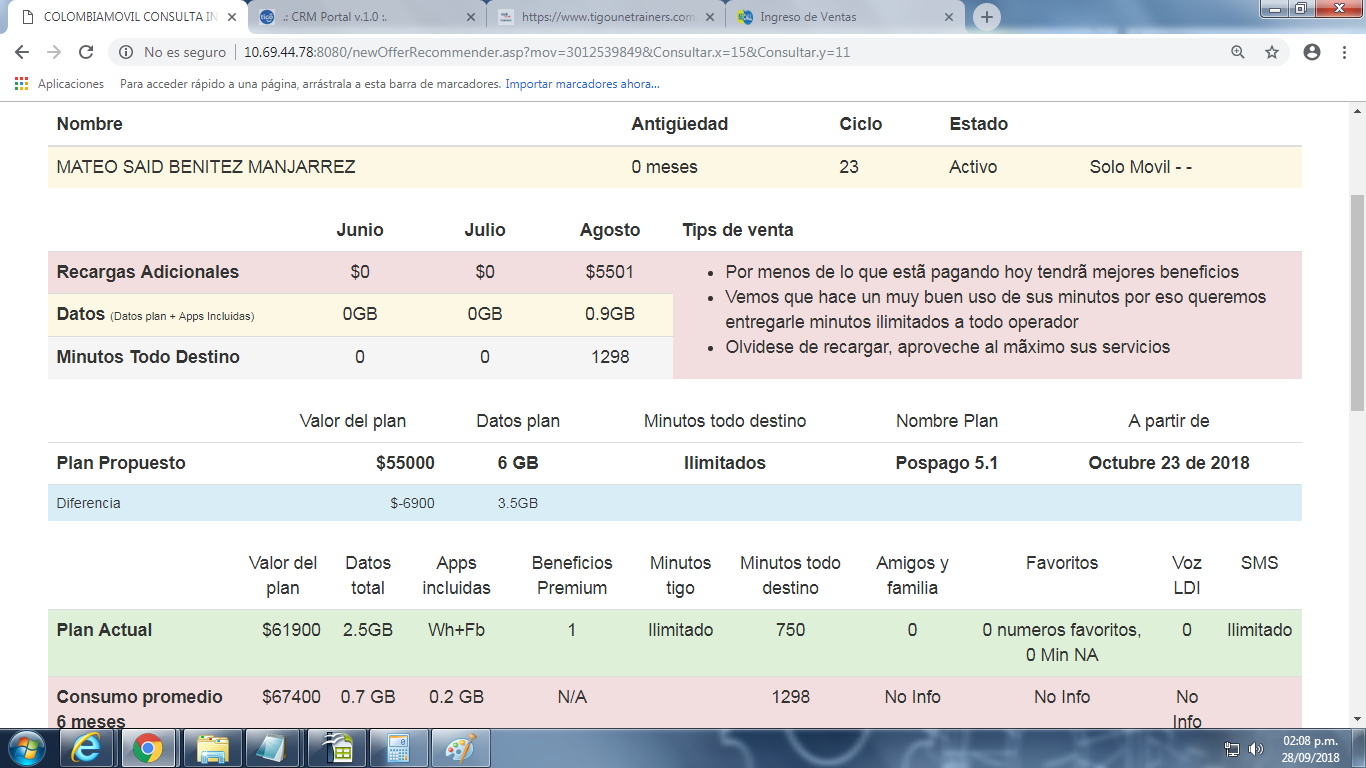 COLOMBIAMOVIL CONSULTA IN
.: CRM Portal v.1.0 :.
https://www.tigounetrainers.com
Ingreso de Ventas
No es seguro 10.69.44.78:8080/newOfferRecommender.asp?mov=3012539849&Consultar.x=15&Consultar.y=11
Aplicaciones Para acceder rápido a una página, arrástrala a esta barra de marcadores. Importar marcadores ahora...
Nombre Antigüedad Ciclo Estado
MATEO SAID BENITEZ MANJARREZ 0 meses 23 Activo Solo Movil - -
Junio Julio Agosto Tips de venta
Recargas Adicionales $0 $0 $5501
Datos (Datos plan + Apps Incluidas) 0GB 0GB 0.9GB
Minutos Todo Destino 0 0 1298
Por menos de lo que estã pagando hoy tendrã mejores beneficios
Vemos que hace un muy buen uso de sus minutos por eso queremos
entregarle minutos ilimitados a todo operador
Olvidese de recargar, aproveche al mãximo sus servicios
Valor del plan Datos plan Minutos todo destino Nombre Plan A partir de
Plan Propuesto $55000 6 GB Ilimitados Pospago 5.1 Octubre 23 de 2018
Diferencia $-6900 3.5GB
Valor del Datos Apps Beneficios Minutos Minutos todo Amigos y Favoritos Voz SMS
plan total incluidas Premium tigo destino familia LDI
Plan Actual $61900 2.5GB Wh+Fb 1 Ilimitado 750 0 0 numeros favoritos, 0 Ilimitado
0 Min NA
Consumo promedio $67400 0.7 GB 0.2 GB N/A 1298 No Info No Info No
6 meses Info
02:08 p.m.
28/09/2018